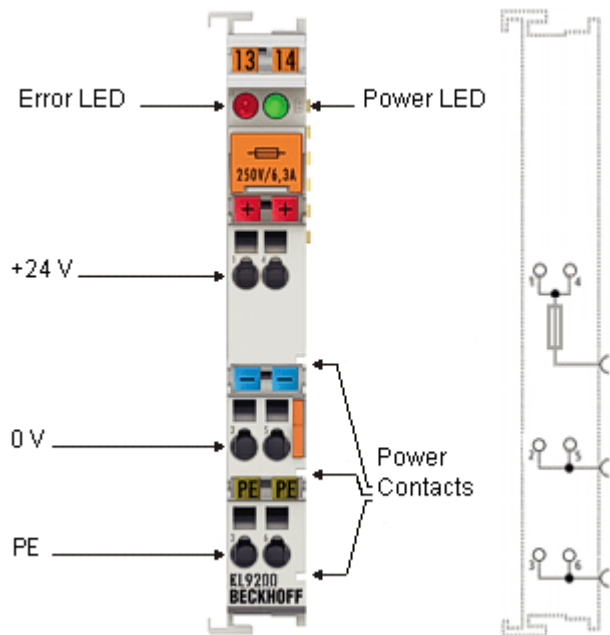 13 14
Error LED
Power LED
250V/6,3A
+ +
1 4
+24 V
1 4
- -
0 V
3 5
2 5
Power
Contacts
PE PE
PE
3 6
3 6
EL9200
BECKHOFF